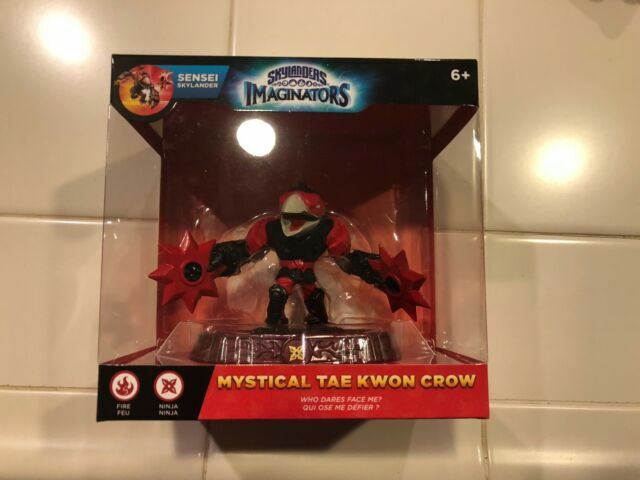 SENSEI
SKYLANDER
SKYLANDERS
IMAGINATORS
6+
MYSTICAL TAE KWON CROW
WHO DARES FACE ME?
QUI OSE ME DÉFIER ?
FIRE
FEU
NINJA
NINJA